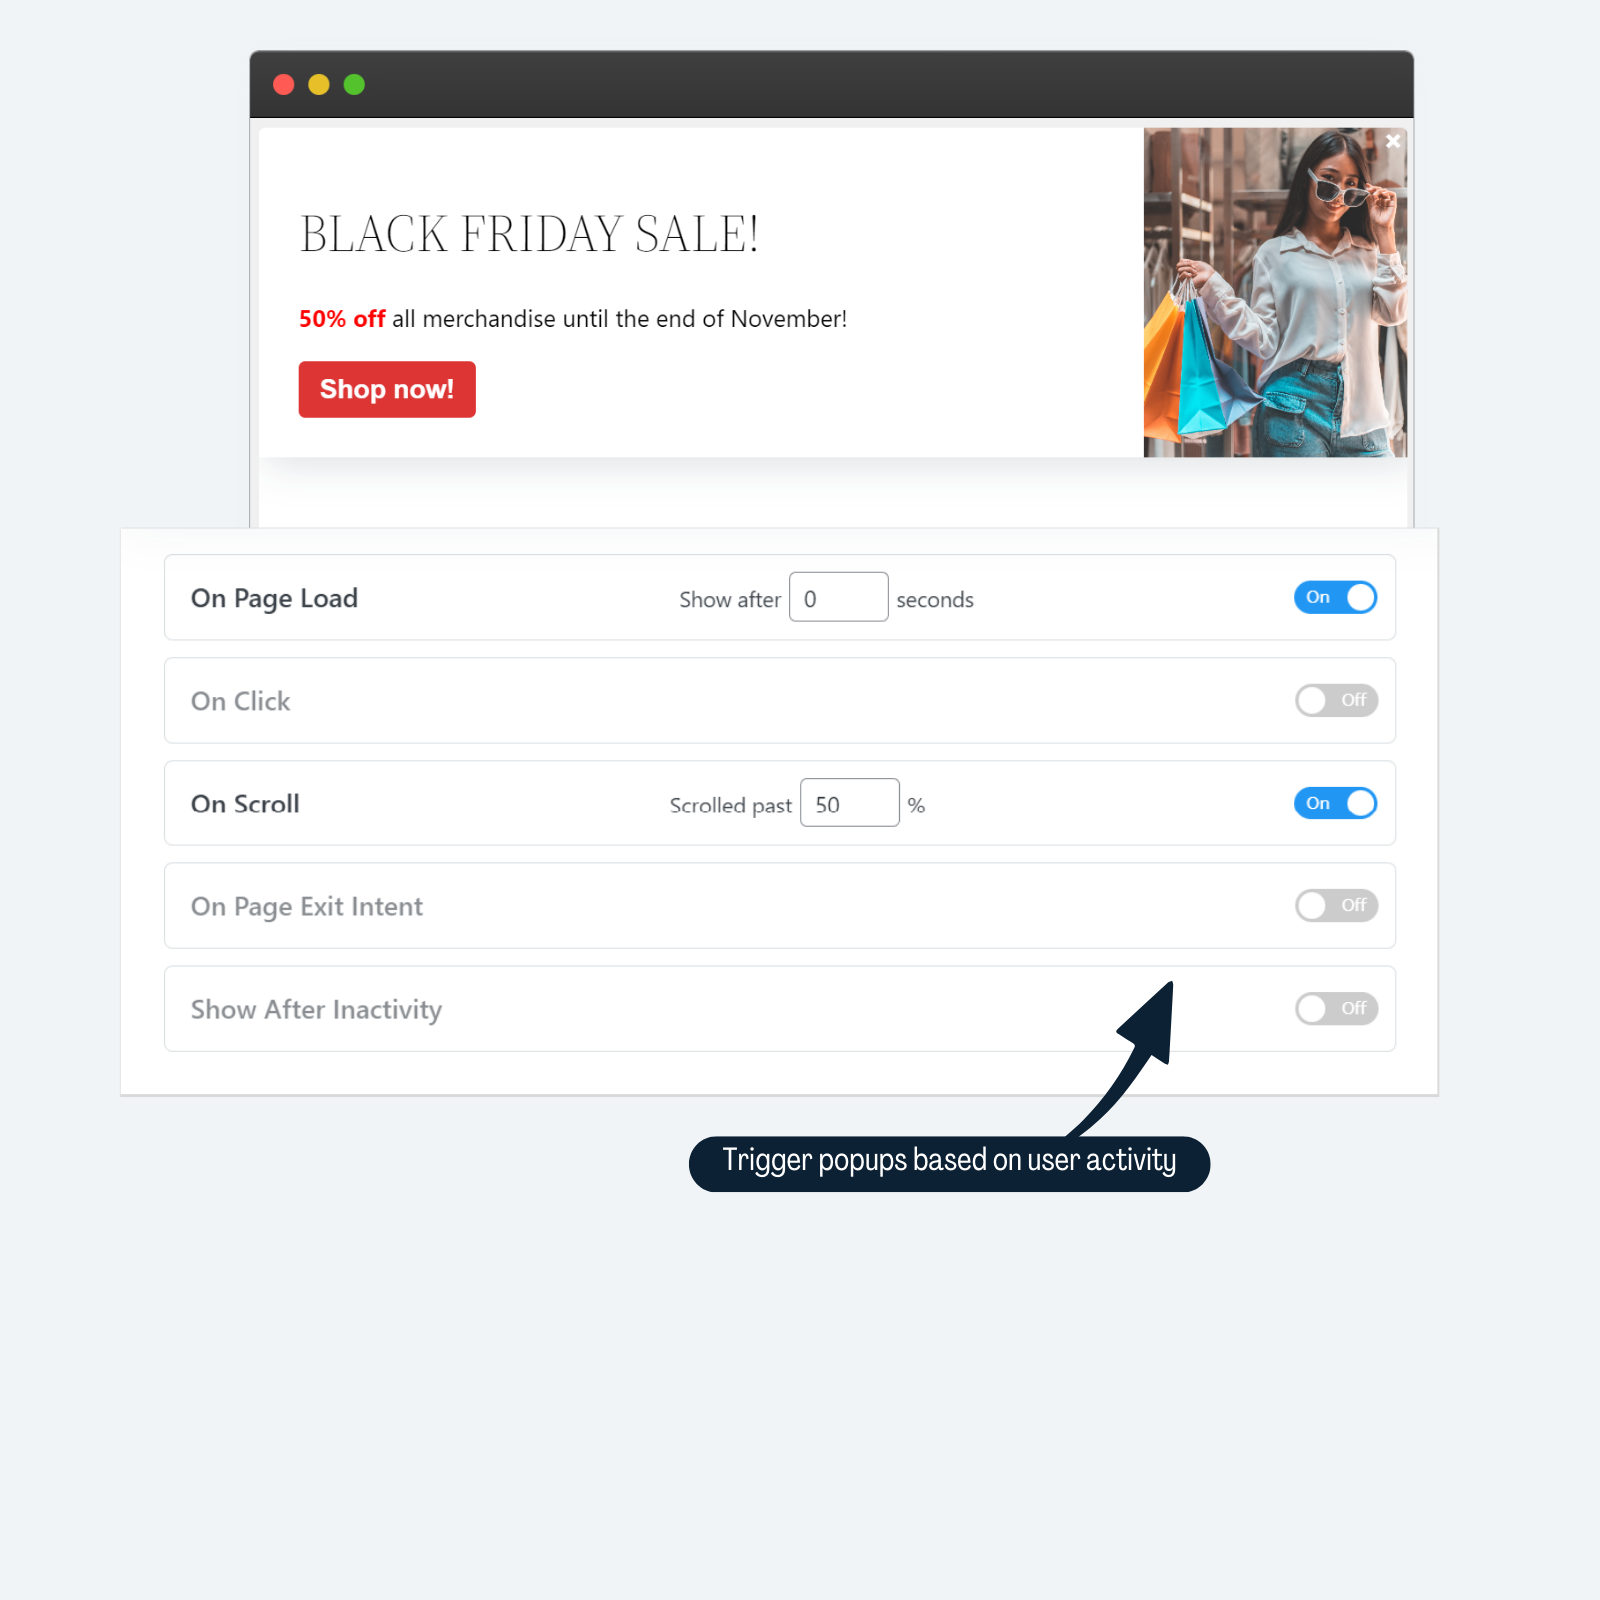 BLACK FRIDAY SALE!
50% off all merchandise until the end of November!
Shop now!
On Page Load Show after 0 seconds On
On Click Off
On Scroll Scrolled past 50 % On
On Page Exit Intent Off
Show After Inactivity Off
Trigger popups based on user activity